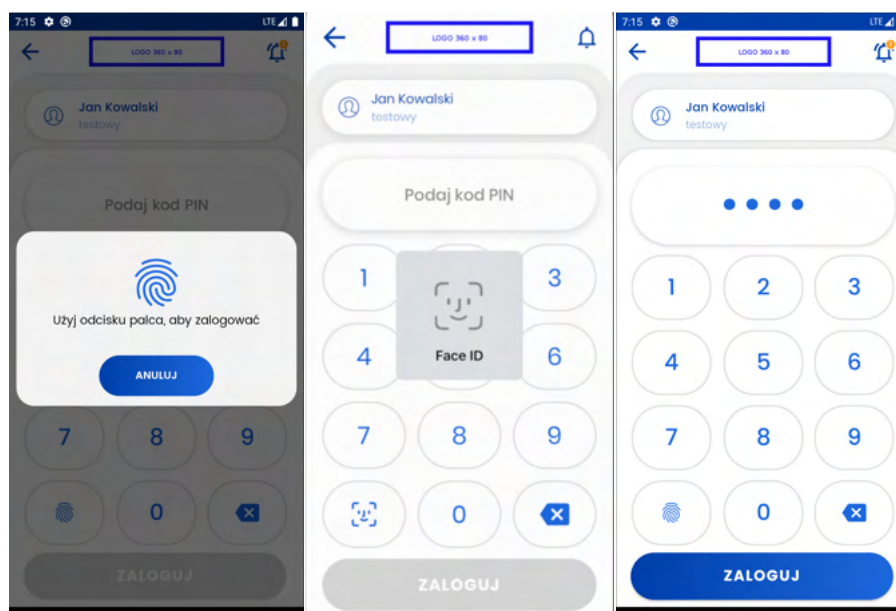 7:15
LTE
LOGO 360 x 80
Jan Kowalski
testowy
Podaj kod PIN
Użyj odcisku palca, aby zalogować
ANULUJ
7
8
9
0
ZALOGUJ
LOGO 360 x 80
Jan Kowalski
testowy
Podaj kod PIN
1
3
Face ID
4
6
7
8
9
0
ZALOGUJ
7:15
LTE
LOGO 360 x 80
Jan Kowalski
testowy
1
2
3
4
5
6
7
8
9
0
ZALOGUJ